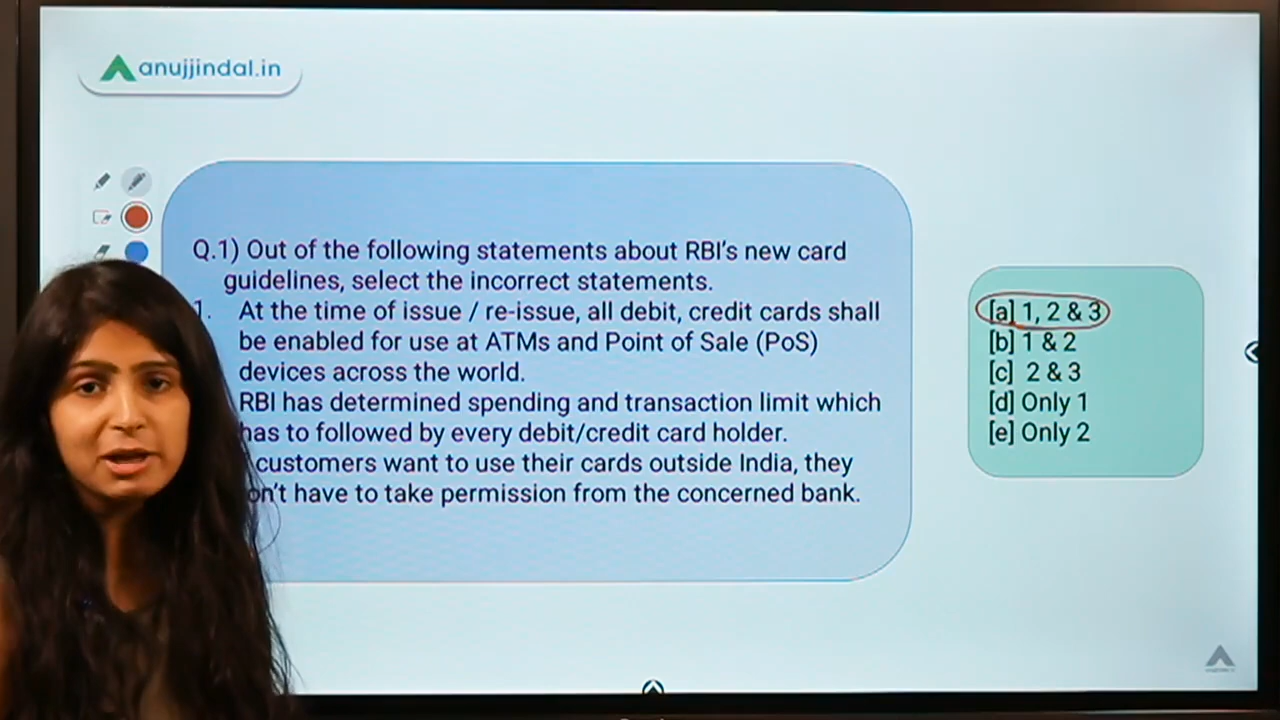 anujjindal.in
Q.1) Out of the following statements about RBI's new card
guidelines, select the incorrect statements.
1. At the time of issue / re-issue, all debit, credit cards shall
be enabled for use at ATMs and Point of Sale (PoS)
devices across the world.
RBI has determined spending and transaction limit which
has to followed by every debit/credit card holder.
customers want to use their cards outside India, they
on't have to take permission from the concerned bank.
[a] 1, 2 & 3
[b] 1 & 2
[c] 2 & 3
[d] Only 1
[e] Only 2